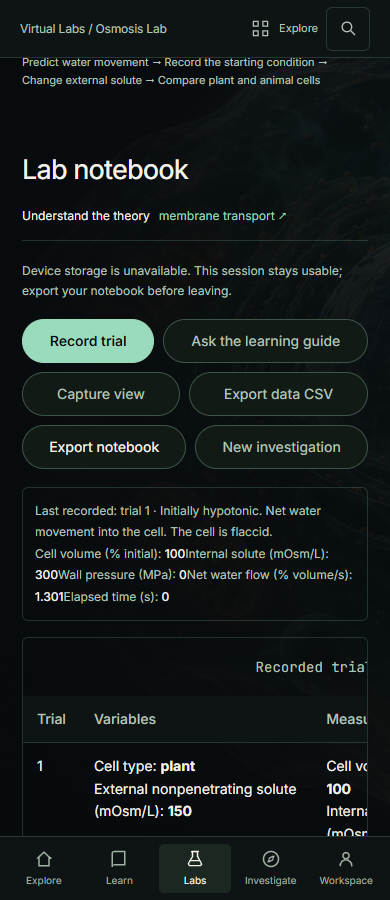 Virtual Labs / Osmosis Lab
Explore
Predict water movement → Record the starting condition →
Change external solute → Compare plant and animal cells
Lab notebook
Understand the theory membrane transport ↗
Device storage is unavailable. This session stays usable;
export your notebook before leaving.
Record trial
Ask the learning guide
Capture view
Export data CSV
Export notebook
New investigation
Last recorded: trial 1 · Initially hypotonic. Net water
movement into the cell. The cell is flaccid.
Cell volume (% initial): 100Internal solute (mOsm/L):
300Wall pressure (MPa): 0Net water flow (% volume/s):
1.301Elapsed time (s): 0
Recorded trial
Trial Variables Measu
1 Cell type: plant Cell vo
External nonpenetrating solute 100
(mOsm/L): 150 Interna
(mOsm
Explore
Learn
Labs
Investigate
Workspace